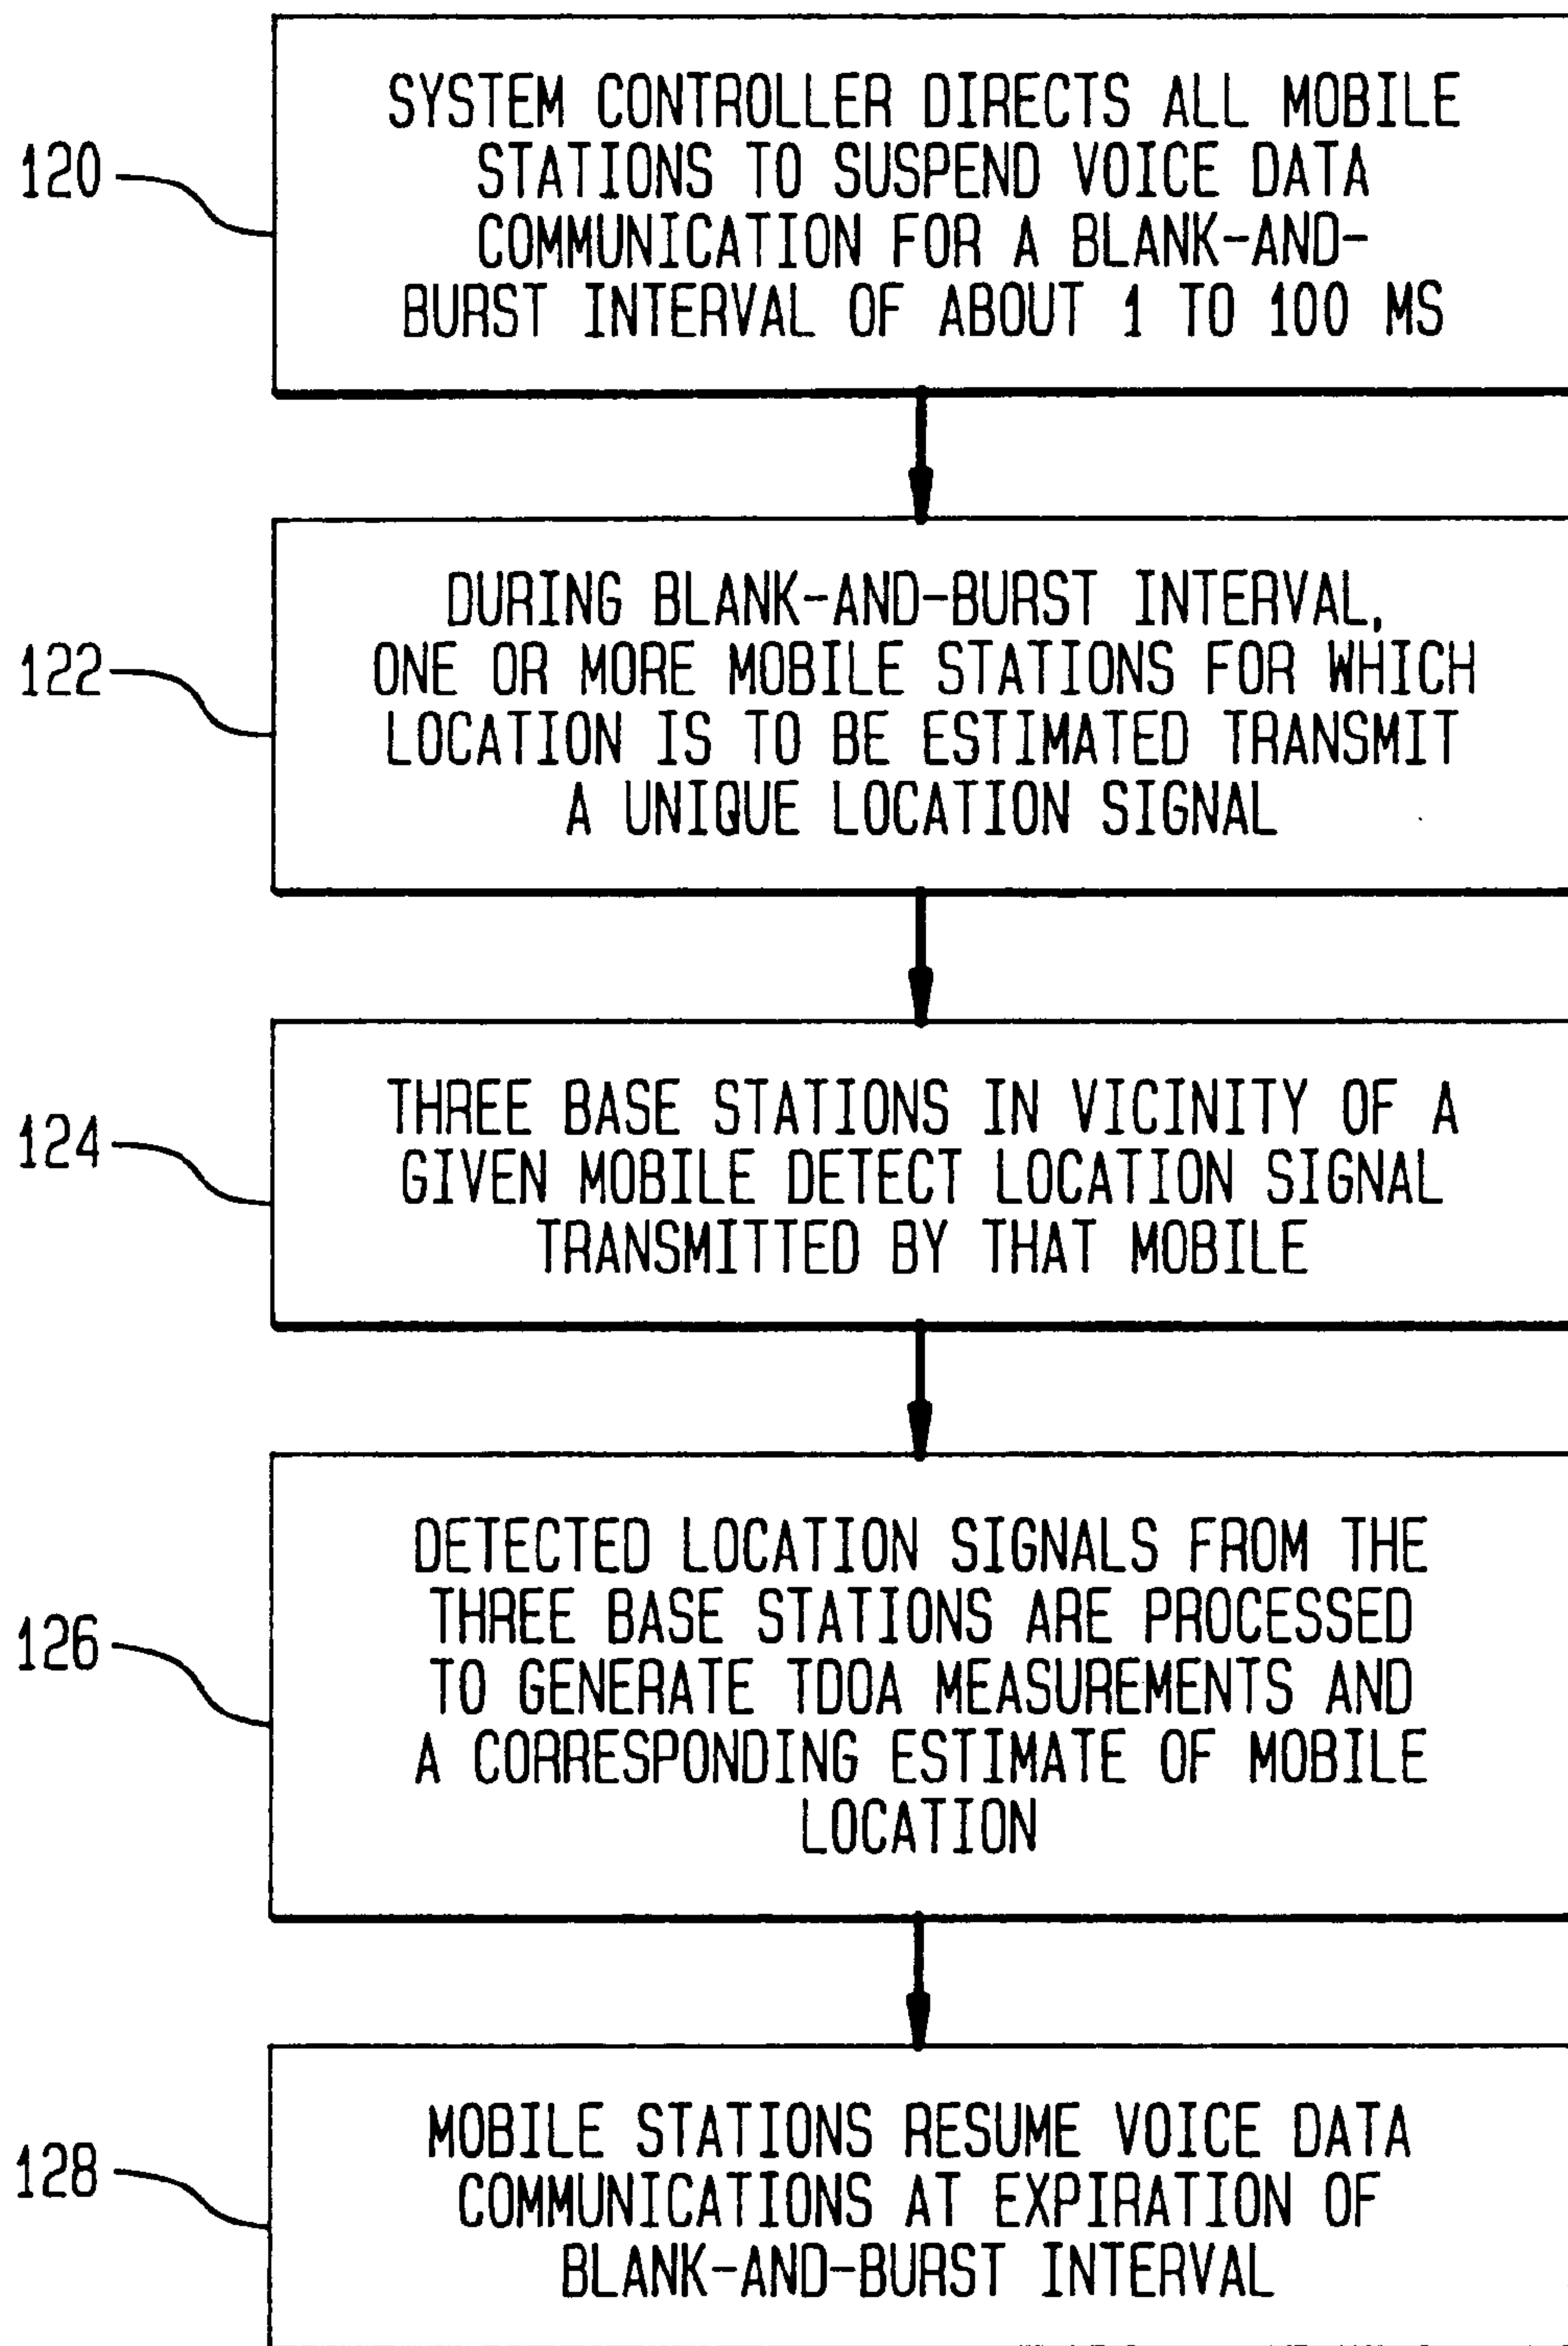 120
SYSTEM CONTROLLER DIRECTS ALL MOBILE
STATIONS TO SUSPEND VOICE DATA
COMMUNICATION FOR A BLANK-AND-
BURST INTERVAL OF ABOUT 1 TO 100 MS
122
DURING BLANK-AND-BURST INTERVAL,
ONE OR MORE MOBILE STATIONS FOR WHICH
LOCATION IS TO BE ESTIMATED TRANSMIT
A UNIQUE LOCATION SIGNAL
124
THREE BASE STATIONS IN VICINITY OF A
GIVEN MOBILE DETECT LOCATION SIGNAL
TRANSMITTED BY THAT MOBILE
126
DETECTED LOCATION SIGNALS FROM THE
THREE BASE STATIONS ARE PROCESSED
TO GENERATE TDOA MEASUREMENTS AND
A CORRESPONDING ESTIMATE OF MOBILE
LOCATION
128
MOBILE STATIONS RESUME VOICE DATA
COMMUNICATIONS AT EXPIRATION OF
BLANK-AND-BURST INTERVAL